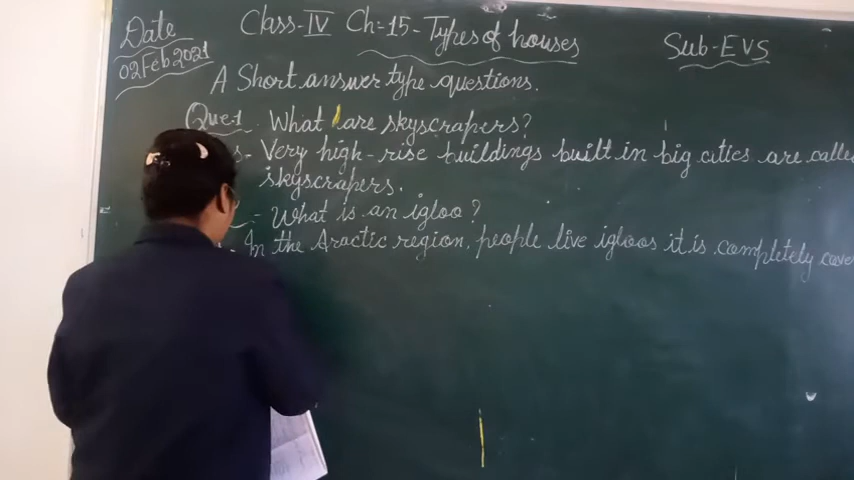 Date
02 Feb 2021
Class-IV Ch-15-Types of houses
Sub-EVS
A Short answer type questions.
Que.1 What are skyscrapers?
s- Very high-rise buildings built in big cities are calle
skyscrapers.
- What is an igloo?
- In the Aractic region, people live igloos it is completely cove